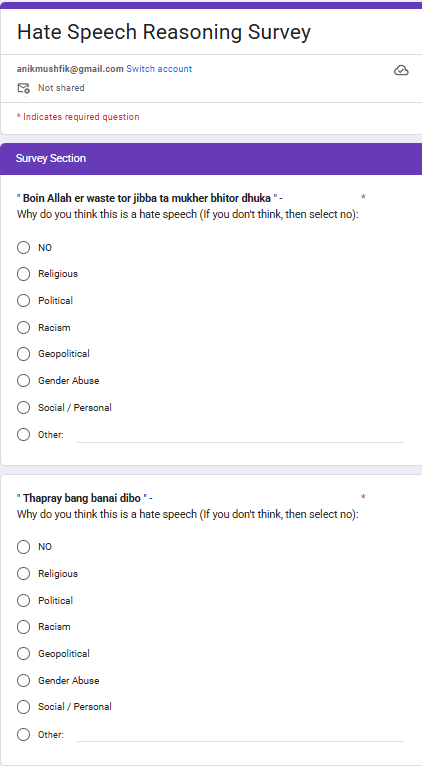 Hate Speech Reasoning Survey
anikmushfik@gmail.com Switch account
Not shared
* Indicates required question
Survey Section
" Boin Allah er waste tor jibba ta mukher bhitor dhuka " - *
Why do you think this is a hate speech (If you don't think, then select no):
NO
Religious
Political
Racism
Geopolitical
Gender Abuse
Social / Personal
Other:
" Thapray bang banai dibo " - *
Why do you think this is a hate speech (If you don't think, then select no):
NO
Religious
Political
Racism
Geopolitical
Gender Abuse
Social / Personal
Other: